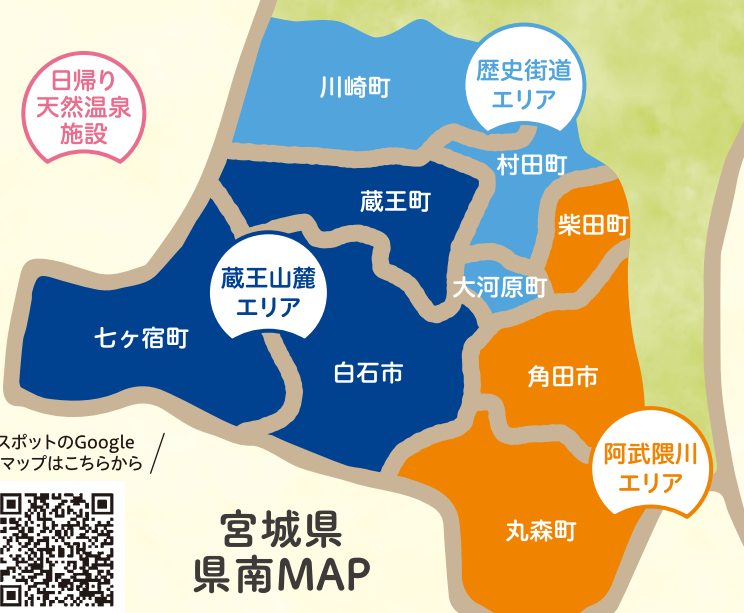 日帰り
天然温泉
施設
川崎町
歴史街道
エリア
村田町
蔵王町
柴田町
蔵王山麓
エリア
大河原町
七ヶ宿町
白石市
角田市
スポットのGoogle
マップはこちらから
阿武隈川
エリア
丸森町
宮城県
県南MAP